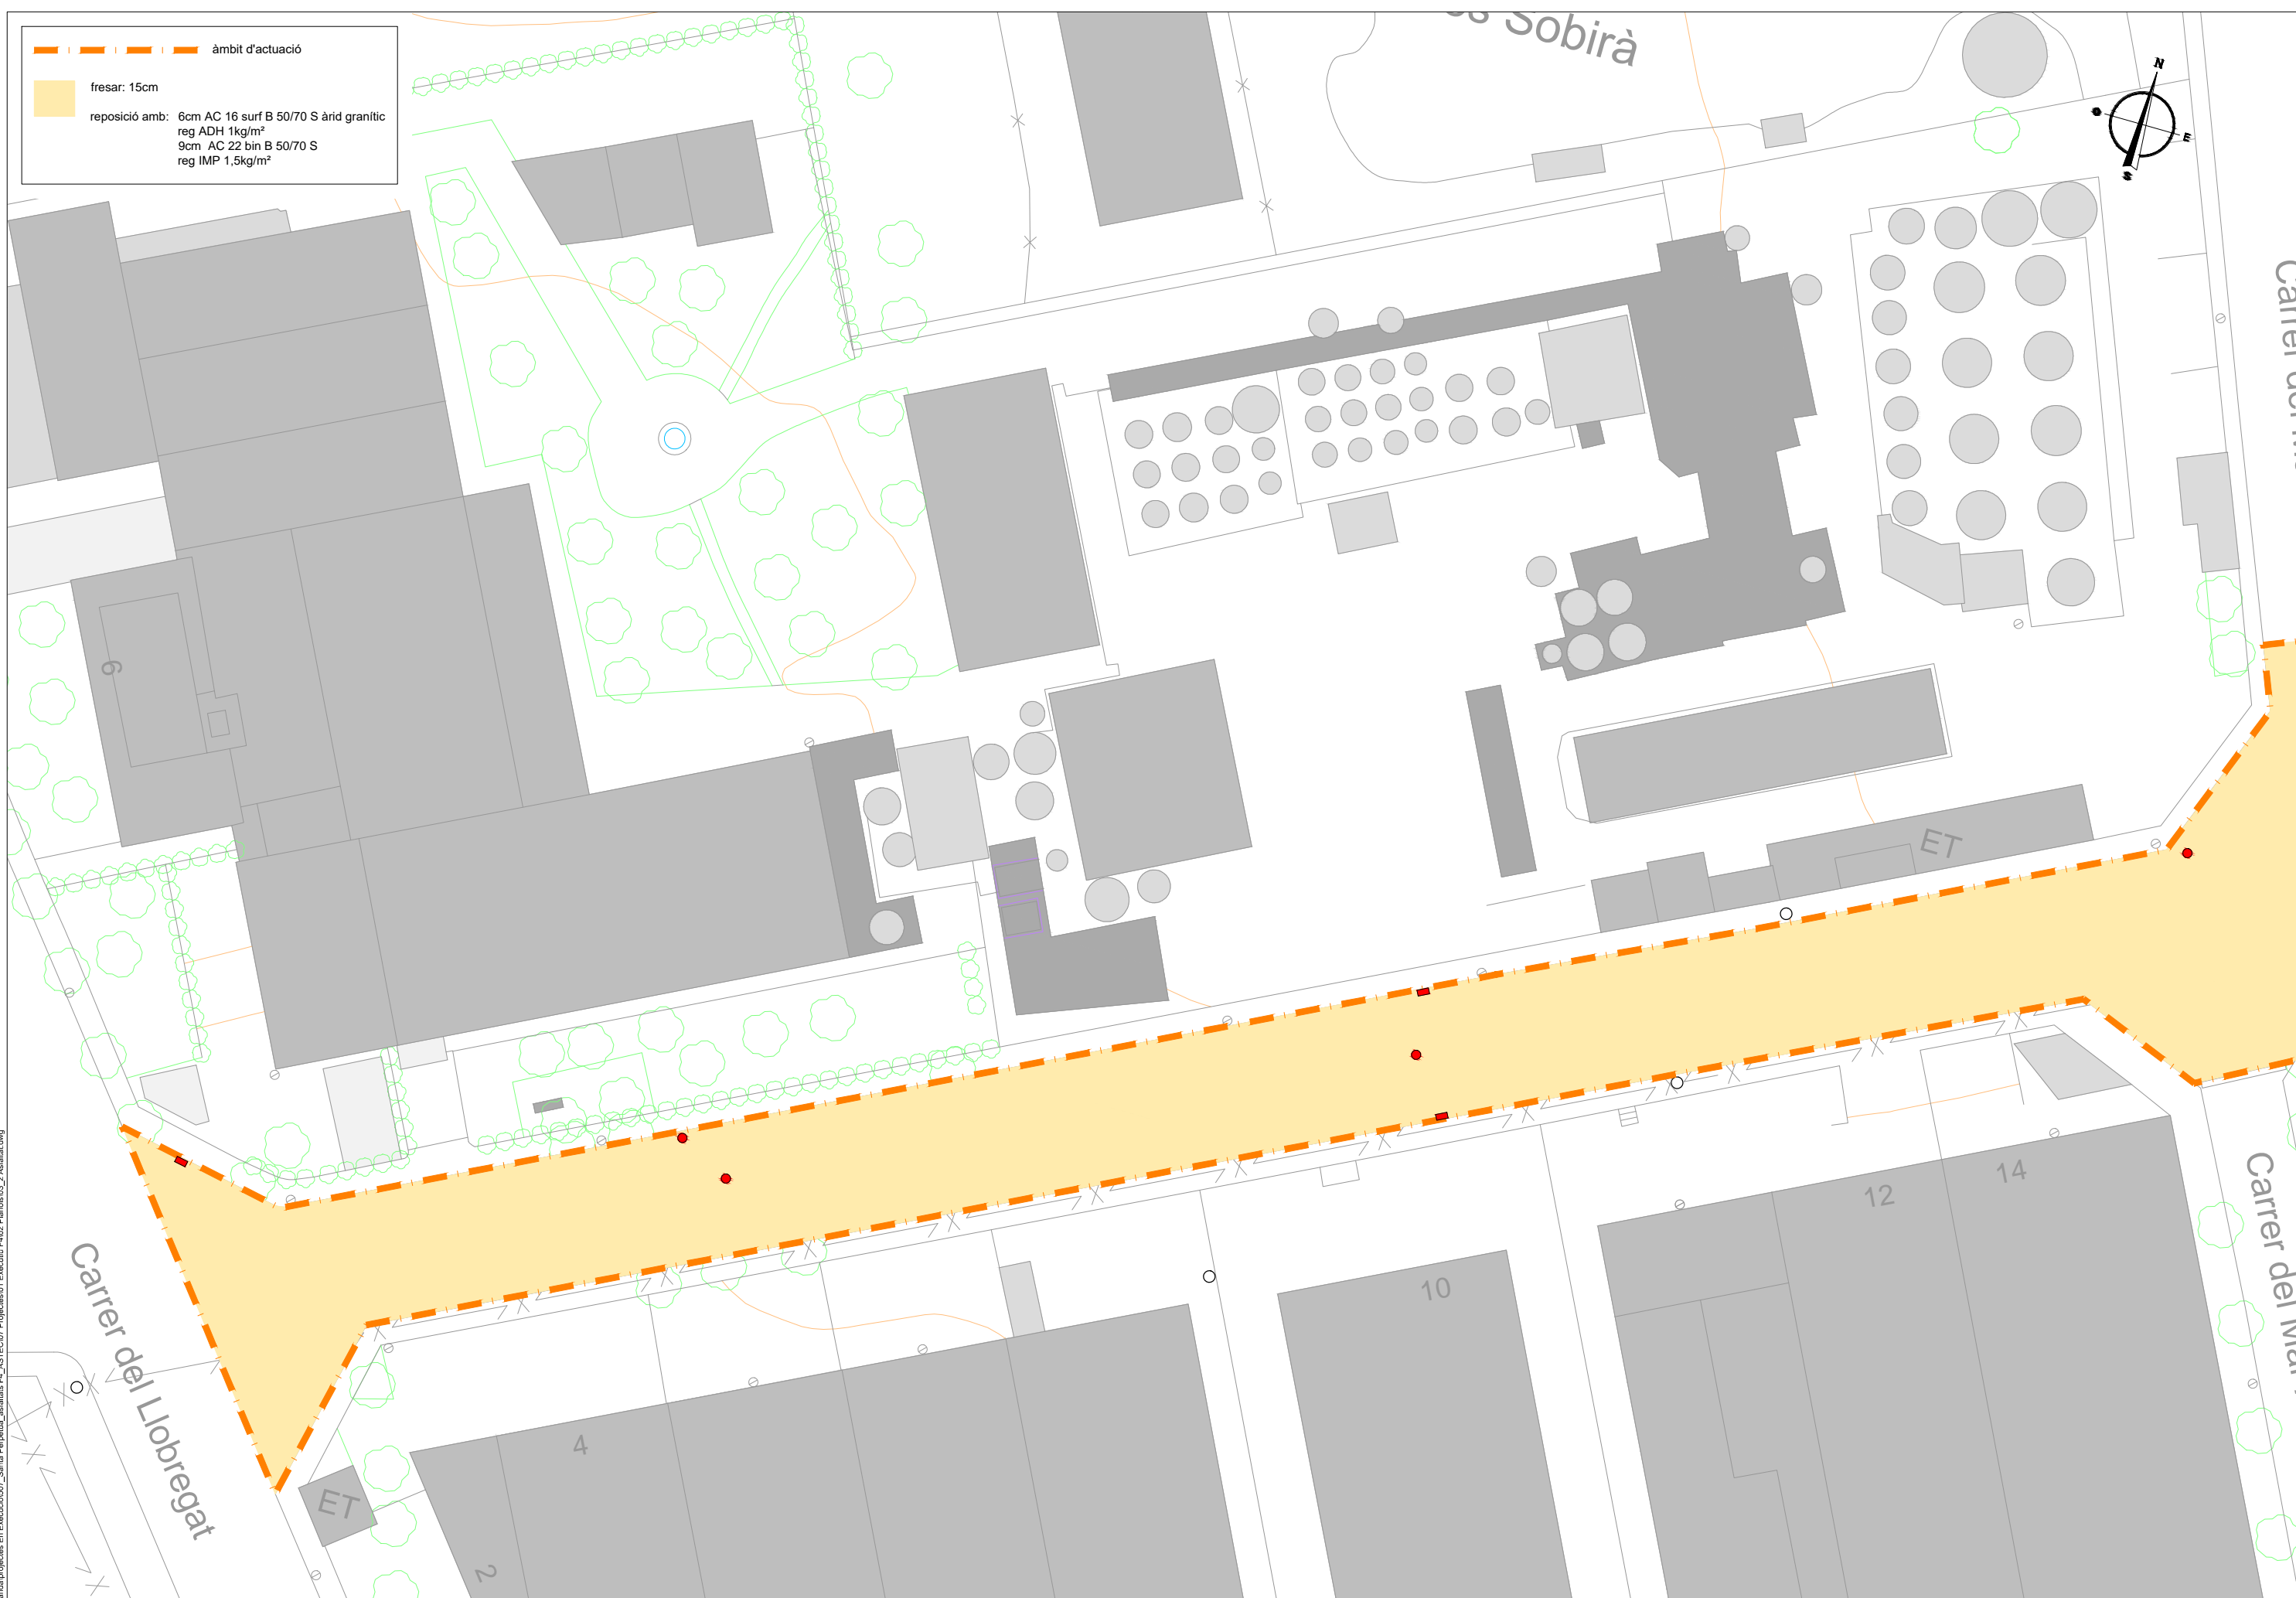 àmbit d'actuació
fresar: 15cm
reposició amb: 6cm AC 16 surf B 50/70 S àrid granític
reg ADH 1kg/m²
9cm AC 22 bin B 50/70 S
reg IMP 1,5kg/m²
Sobirà
N
O
E
S
Carrer del
6
ET
Carrer del Llobregat
ET
2
4
10
12
14
Carrer del